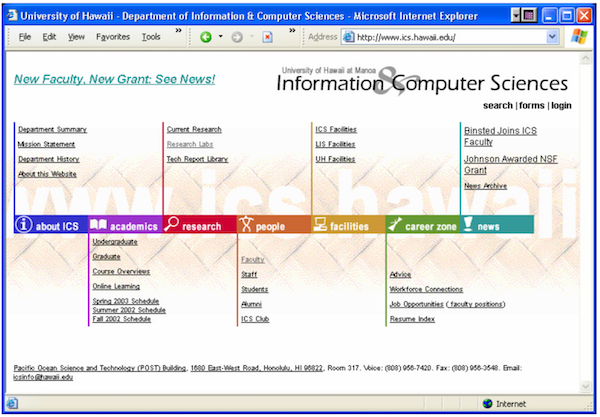 University of Hawaii - Department of Information & Computer Sciences - Microsoft Internet Explorer
File Edit View Favorites Tools » » Address http://www.ics.hawaii.edu/ »
New Faculty, New Grant: See News!
University of Hawaii at Manoa
Information & Computer Sciences
search | forms | login
Department Summary
Mission Statement
Department History
About this Website
Current Research
Research Labs
Tech Report Library
ICS Facilities
LIS Facilities
UH Facilities
Binsted Joins ICS
Faculty
Johnson Awarded NSF
Grant
News Archive
www.ics.hawaii
about ICS academics research people facilities career zone news
Undergraduate
Graduate
Course Overviews
Online Learning
Spring 2003 Schedule
Summer 2002 Schedule
Fall 2002 Schedule
Faculty
Staff
Students
Alumni
ICS Club
Advice
Workforce Connections
Job Opportunities ( faculty positions)
Resume Index
Pacific Ocean Science and Technology (POST) Building, 1680 East-West Road, Honolulu, HI 96822, Room 317. Voice: (808) 956-7420. Fax: (808) 956-3548. Email:
icsinfo@hawaii.edu
Internet